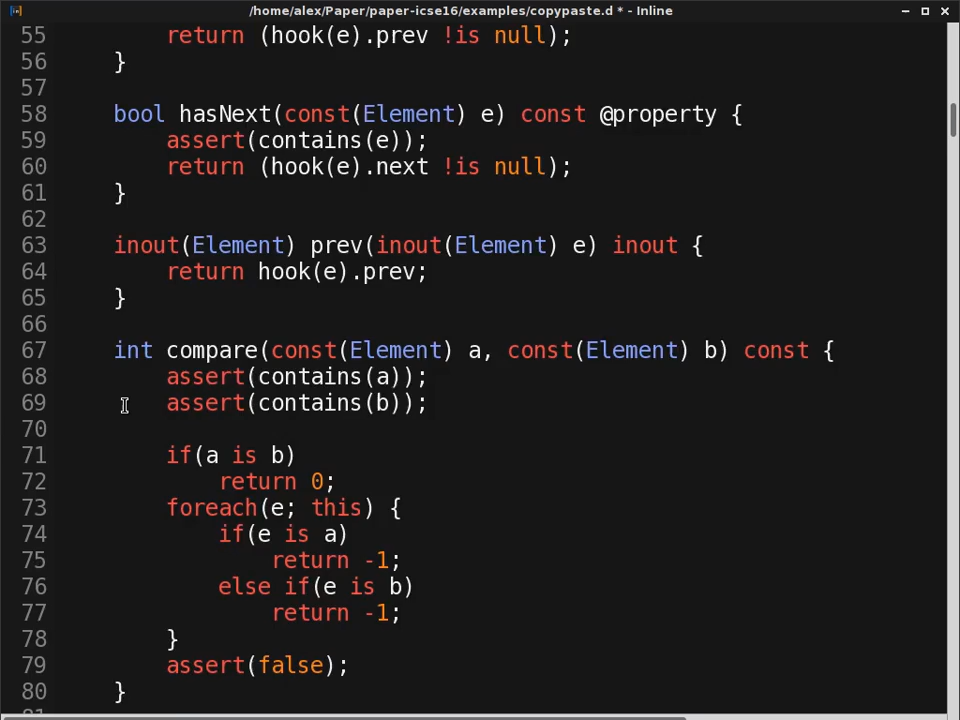 /home/alex/Paper/paper-icse16/examples/copypaste.d * - Inline
55         return (hook(e).prev !is null);
56     }
57
58     bool hasNext(const(Element) e) const @property {
59         assert(contains(e));
60         return (hook(e).next !is null);
61     }
62
63     inout(Element) prev(inout(Element) e) inout {
64         return hook(e).prev;
65     }
66
67     int compare(const(Element) a, const(Element) b) const {
68         assert(contains(a));
69         assert(contains(b));
70
71         if(a is b)
72             return 0;
73         foreach(e; this) {
74             if(e is a)
75                 return -1;
76             else if(e is b)
77                 return -1;
78         }
79         assert(false);
80     }